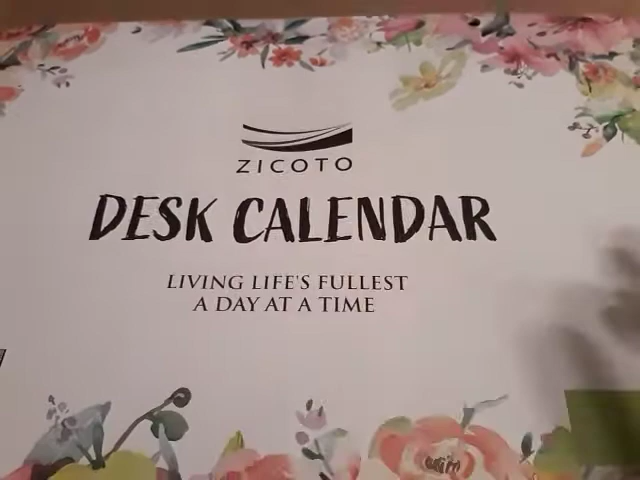 ZICOTO
DESK CALENDAR
LIVING LIFE'S FULLEST
A DAY AT A TIME